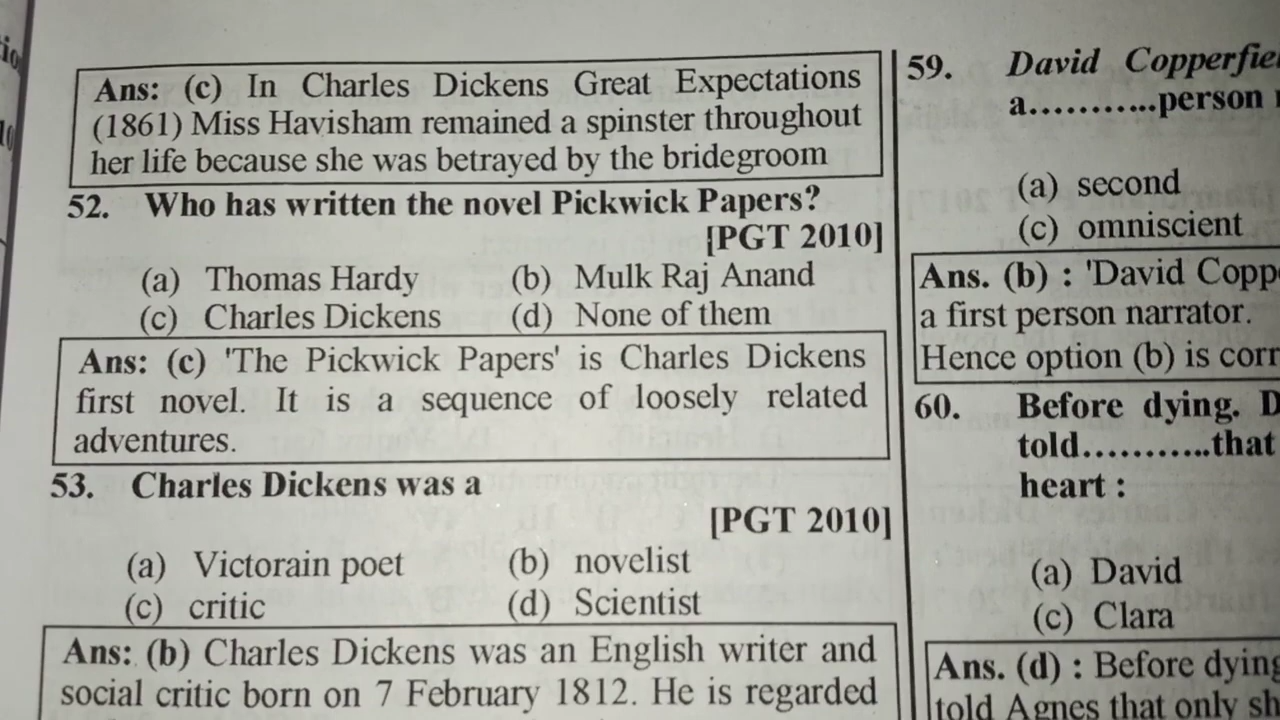 Ans: (c) In Charles Dickens Great Expectations
(1861) Miss Havisham remained a spinster throughout
her life because she was betrayed by the bridegroom
52. Who has written the novel Pickwick Papers?
[PGT 2010]
(a) Thomas Hardy (b) Mulk Raj Anand
(c) Charles Dickens (d) None of them
Ans: (c) 'The Pickwick Papers' is Charles Dickens
first novel. It is a sequence of loosely related
adventures.
53. Charles Dickens was a
[PGT 2010]
(a) Victorain poet (b) novelist
(c) critic (d) Scientist
Ans: (b) Charles Dickens was an English writer and
social critic born on 7 February 1812. He is regarded
59. David
a...........person
(a) second
(c) omniscient
Ans. (b) : 'David
a first person narrator.
Hence option (b) is
60. Before dying.
told...........that
heart :
(a) David
(c) Clara
Ans. (d) : Before dying
told Agnes that only